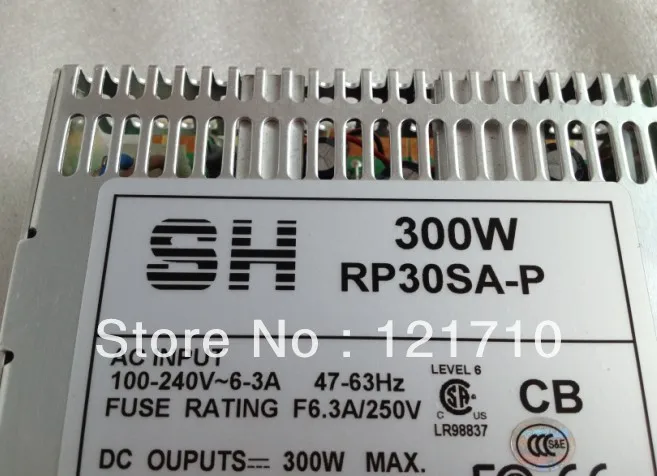 SH
300W
RP30SA-P
Store No : 121710
AC INPUT
100-240V~6-3A 47-63Hz
FUSE RATING F6.3A/250V
LEVEL 6
C US
LR98837
CB
CCC S&E
DC OUPUTS⎓ 300W MAX.